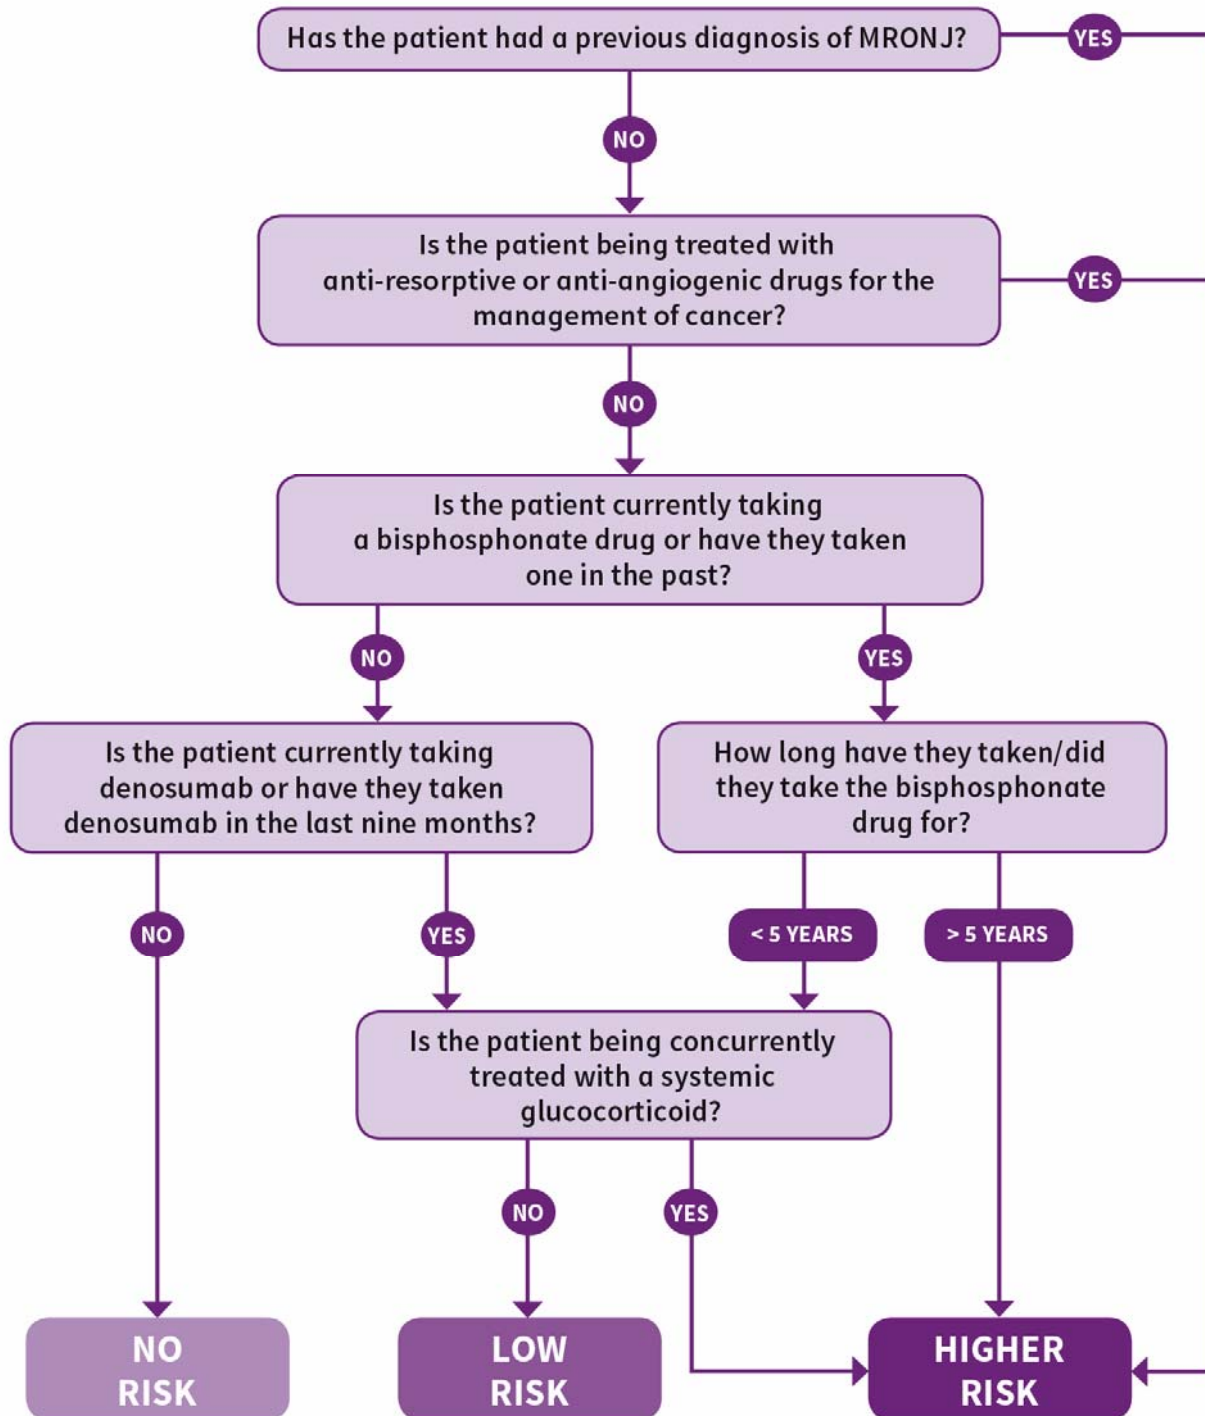 Has the patient had a previous diagnosis of MRONJ?
YES
NO
Is the patient being treated with
anti-resorptive or anti-angiogenic drugs for the
management of cancer?
YES
NO
Is the patient currently taking
a bisphosphonate drug or have they taken
one in the past?
NO
YES
Is the patient currently taking
denosumab or have they taken
denosumab in the last nine months?
How long have they taken/did
they take the bisphosphonate
drug for?
NO
YES
< 5 YEARS
> 5 YEARS
Is the patient being concurrently
treated with a systemic
glucocorticoid?
NO
YES
NO
RISK
LOW
RISK
HIGHER
RISK